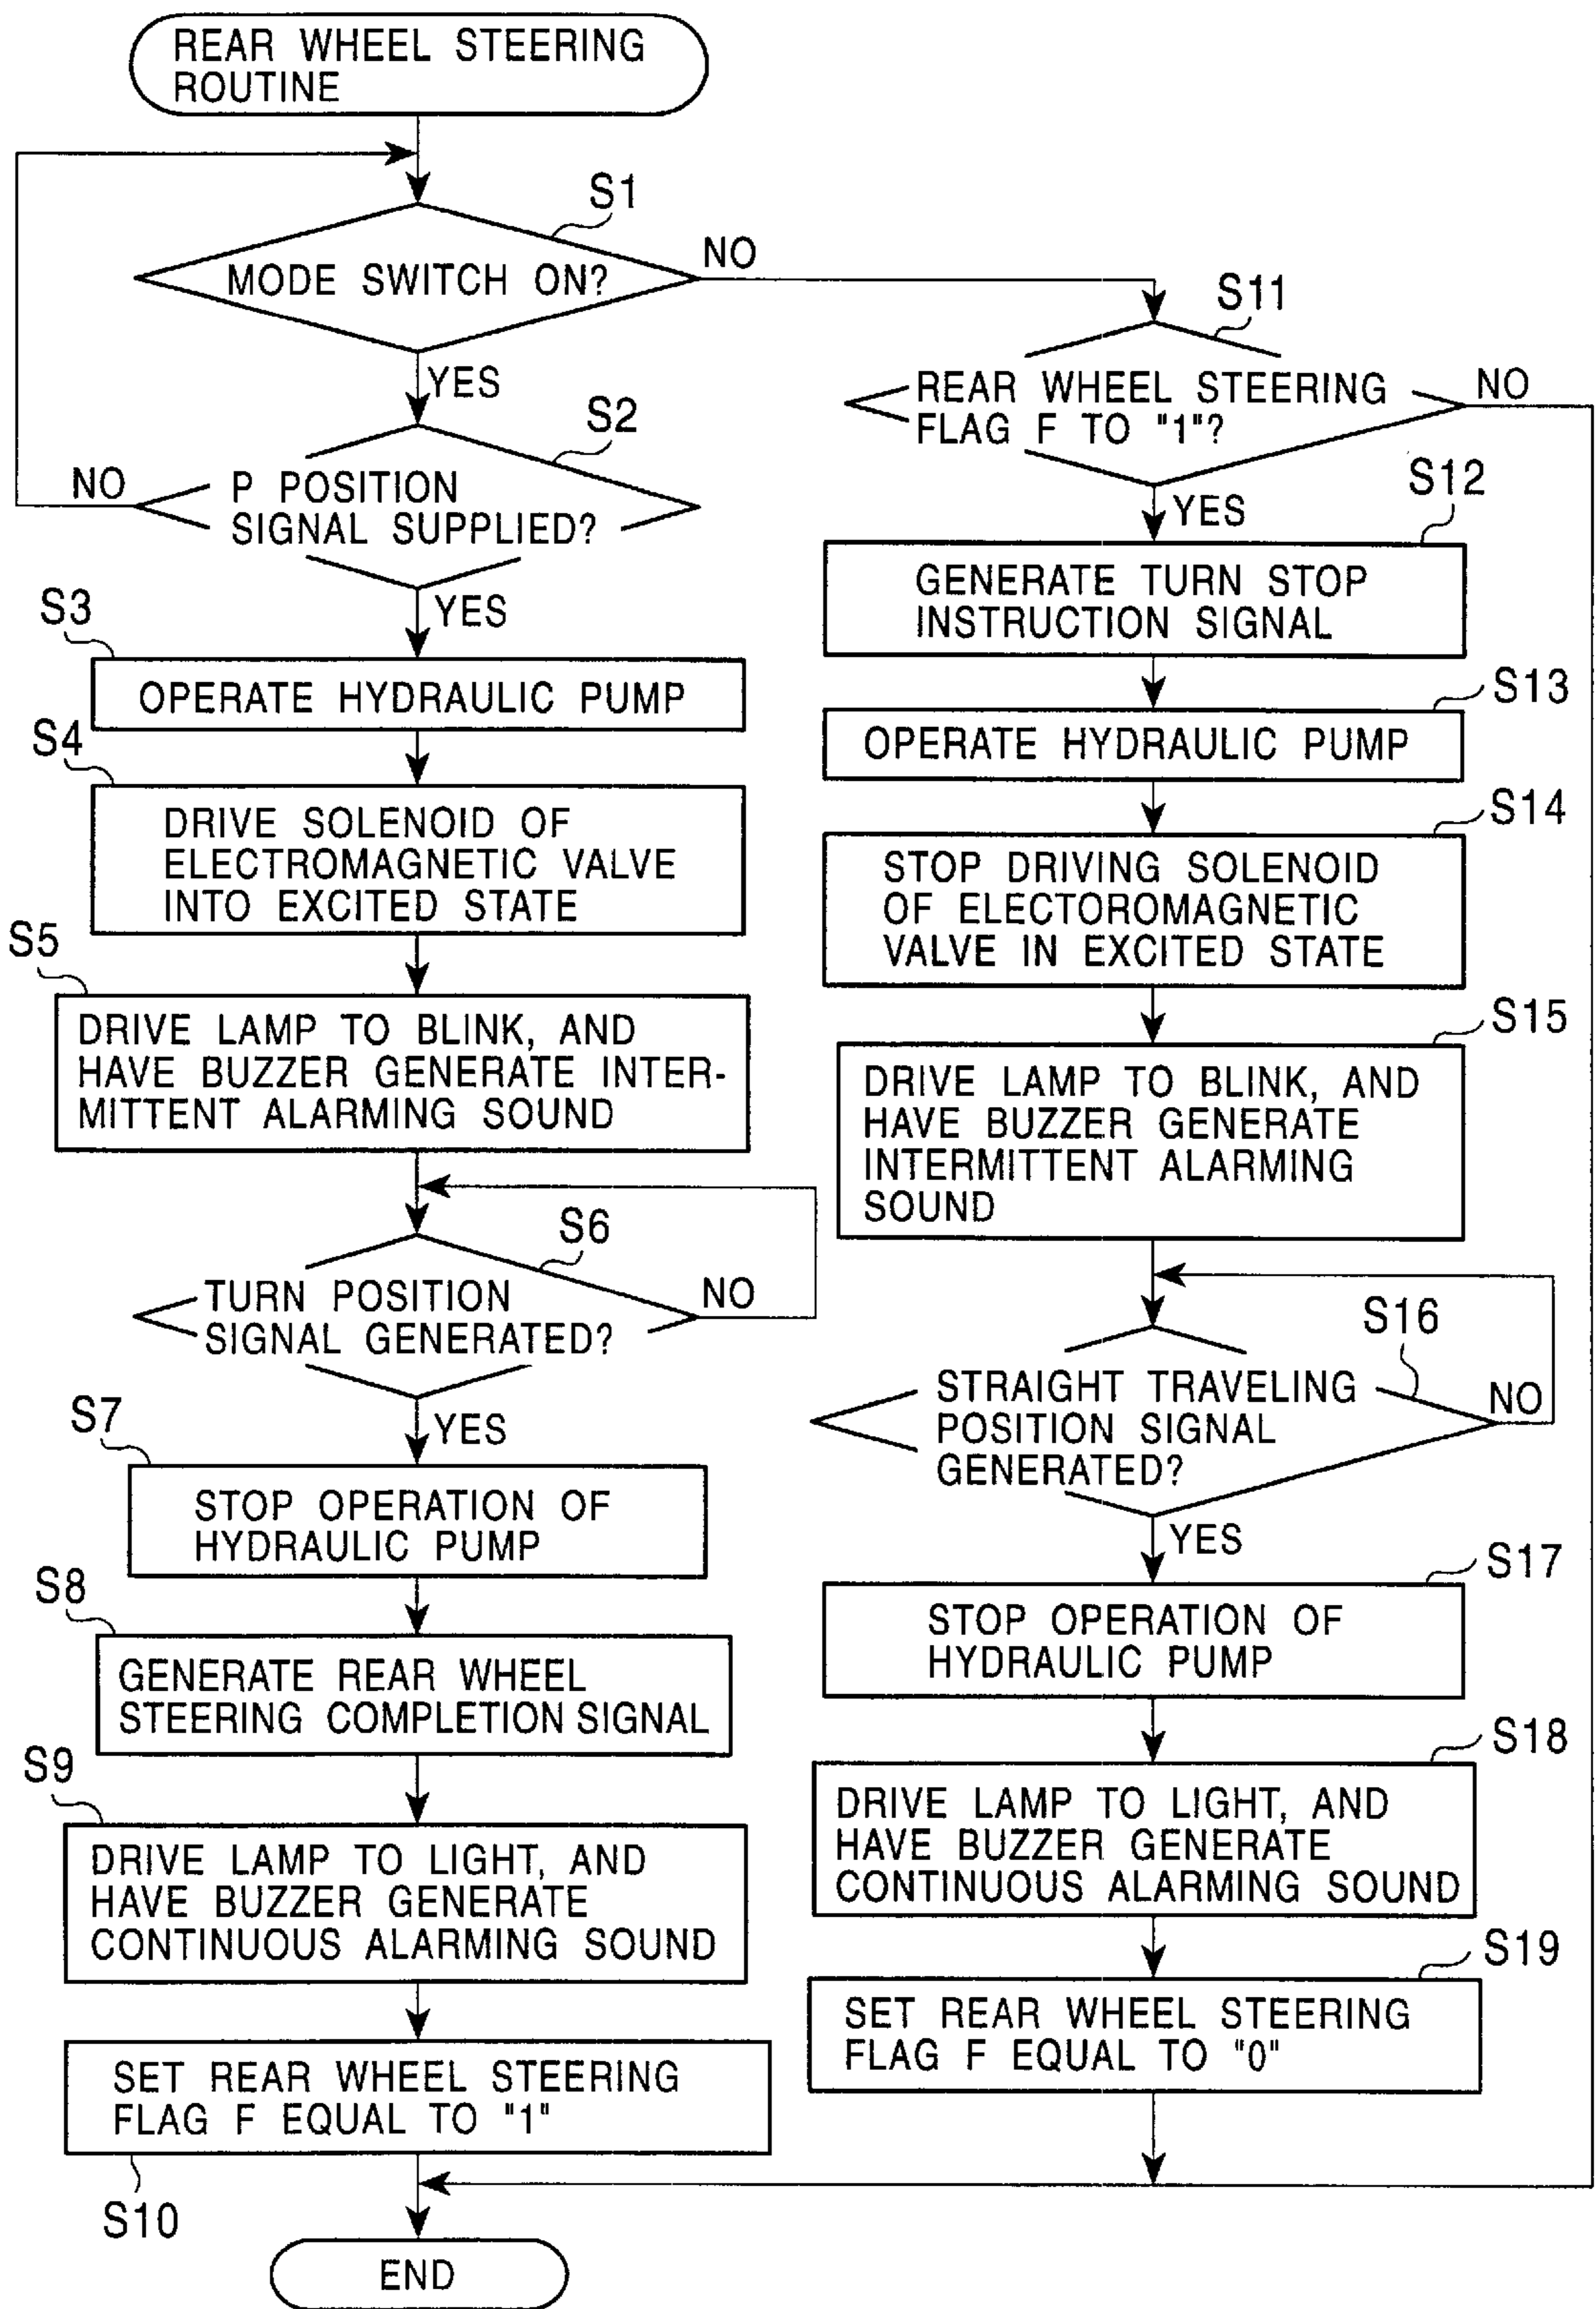 REAR WHEEL STEERING
ROUTINE
S1
MODE SWITCH ON?
NO
YES
S2
P POSITION
SIGNAL SUPPLIED?
NO
YES
S3
OPERATE HYDRAULIC PUMP
S4
DRIVE SOLENOID OF
ELECTROMAGNETIC VALVE
INTO EXCITED STATE
S5
DRIVE LAMP TO BLINK, AND
HAVE BUZZER GENERATE INTER-
MITTENT ALARMING SOUND
S6
TURN POSITION
SIGNAL GENERATED?
NO
YES
S7
STOP OPERATION OF
HYDRAULIC PUMP
S8
GENERATE REAR WHEEL
STEERING COMPLETION SIGNAL
S9
DRIVE LAMP TO LIGHT, AND
HAVE BUZZER GENERATE
CONTINUOUS ALARMING SOUND
SET REAR WHEEL STEERING
FLAG F EQUAL TO "1"
S10
END
S11
REAR WHEEL STEERING
FLAG F TO "1"?
NO
YES
S12
GENERATE TURN STOP
INSTRUCTION SIGNAL
S13
OPERATE HYDRAULIC PUMP
S14
STOP DRIVING SOLENOID
OF ELECTOROMAGNETIC
VALVE IN EXCITED STATE
S15
DRIVE LAMP TO BLINK, AND
HAVE BUZZER GENERATE
INTERMITTENT ALARMING
SOUND
S16
STRAIGHT TRAVELING
POSITION SIGNAL
GENERATED?
NO
YES
S17
STOP OPERATION OF
HYDRAULIC PUMP
S18
DRIVE LAMP TO LIGHT, AND
HAVE BUZZER GENERATE
CONTINUOUS ALARMING SOUND
S19
SET REAR WHEEL STEERING
FLAG F EQUAL TO "0"